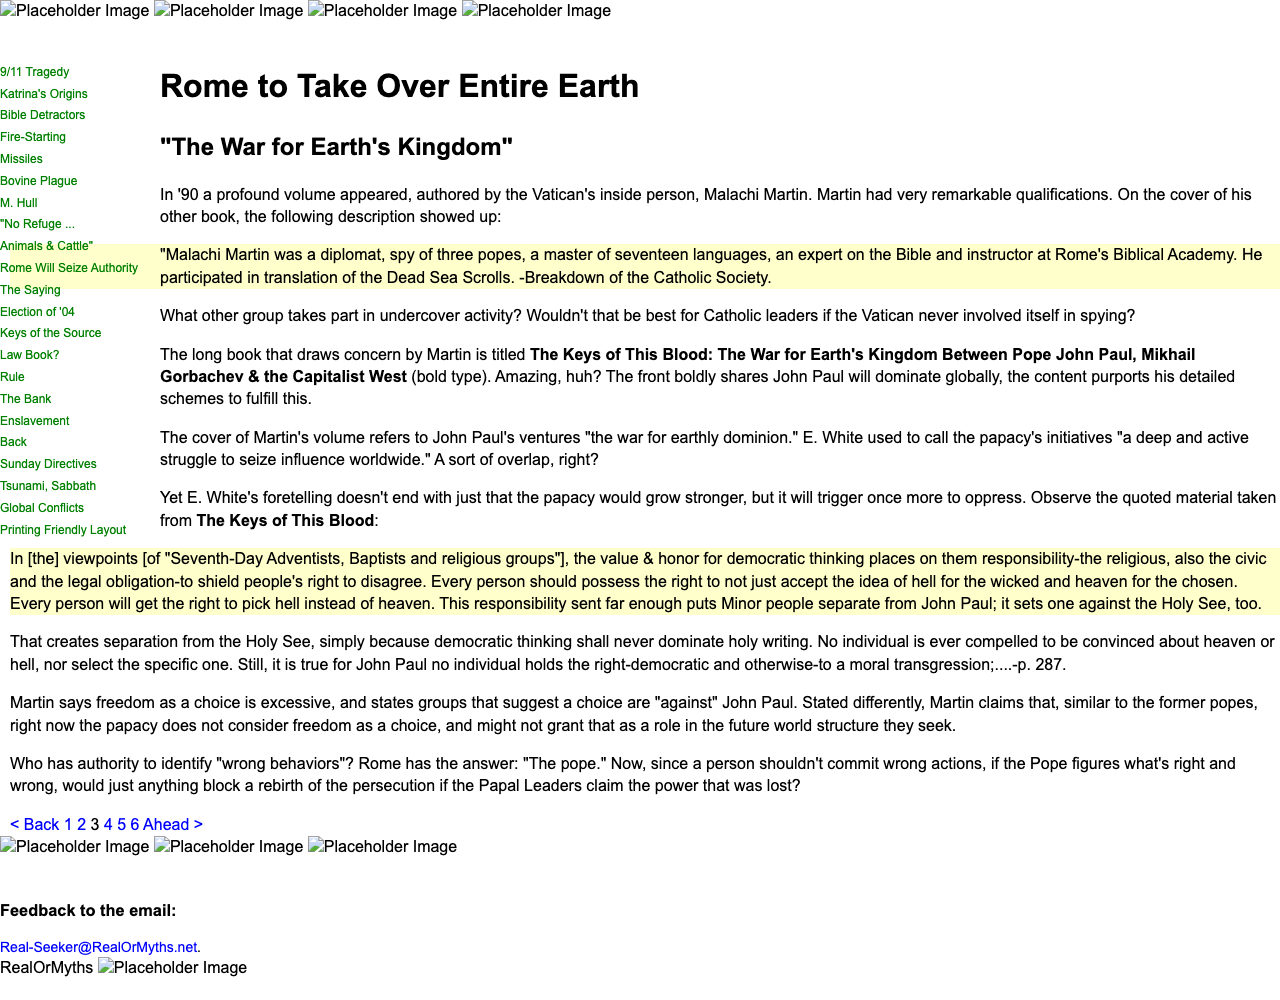 Placeholder Image Placeholder Image Placeholder Image Placeholder Image
9/11 Tragedy
Katrina's Origins
Bible Detractors
Fire-Starting
Missiles
Bovine Plague
M. Hull
"No Refuge ...
Animals & Cattle"
Rome Will Seize Authority
The Saying
Election of '04
Keys of the Source
Law Book?
Rule
The Bank
Enslavement
Back
Sunday Directives
Tsunami, Sabbath
Global Conflicts
Printing Friendly Layout
Rome to Take Over Entire Earth
"The War for Earth's Kingdom"
In '90 a profound volume appeared, authored by the Vatican's inside person, Malachi Martin. Martin had very remarkable qualifications. On the cover of his
other book, the following description showed up:
"Malachi Martin was a diplomat, spy of three popes, a master of seventeen languages, an expert on the Bible and instructor at Rome's Biblical Academy. He
participated in translation of the Dead Sea Scrolls. -Breakdown of the Catholic Society.
What other group takes part in undercover activity? Wouldn't that be best for Catholic leaders if the Vatican never involved itself in spying?
The long book that draws concern by Martin is titled The Keys of This Blood: The War for Earth's Kingdom Between Pope John Paul, Mikhail
Gorbachev & the Capitalist West (bold type). Amazing, huh? The front boldly shares John Paul will dominate globally, the content purports his detailed
schemes to fulfill this.
The cover of Martin's volume refers to John Paul's ventures "the war for earthly dominion." E. White used to call the papacy's initiatives "a deep and active
struggle to seize influence worldwide." A sort of overlap, right?
Yet E. White's foretelling doesn't end with just that the papacy would grow stronger, but it will trigger once more to oppress. Observe the quoted material taken
from The Keys of This Blood:
In [the] viewpoints [of "Seventh-Day Adventists, Baptists and religious groups"], the value & honor for democratic thinking places on them responsibility-the religious, also the civic
and the legal obligation-to shield people's right to disagree. Every person should possess the right to not just accept the idea of hell for the wicked and heaven for the chosen.
Every person will get the right to pick hell instead of heaven. This responsibility sent far enough puts Minor people separate from John Paul; it sets one against the Holy See, too.
That creates separation from the Holy See, simply because democratic thinking shall never dominate holy writing. No individual is ever compelled to be convinced about heaven or
hell, nor select the specific one. Still, it is true for John Paul no individual holds the right-democratic and otherwise-to a moral transgression;....-p. 287.
Martin says freedom as a choice is excessive, and states groups that suggest a choice are "against" John Paul. Stated differently, Martin claims that, similar to the former popes,
right now the papacy does not consider freedom as a choice, and might not grant that as a role in the future world structure they seek.
Who has authority to identify "wrong behaviors"? Rome has the answer: "The pope." Now, since a person shouldn't commit wrong actions, if the Pope figures what's right and
wrong, would just anything block a rebirth of the persecution if the Papal Leaders claim the power that was lost?
< Back 1 2 3 4 5 6 Ahead >
Placeholder Image Placeholder Image Placeholder Image
Feedback to the email:
Real-Seeker@RealOrMyths.net.
RealOrMyths Placeholder Image